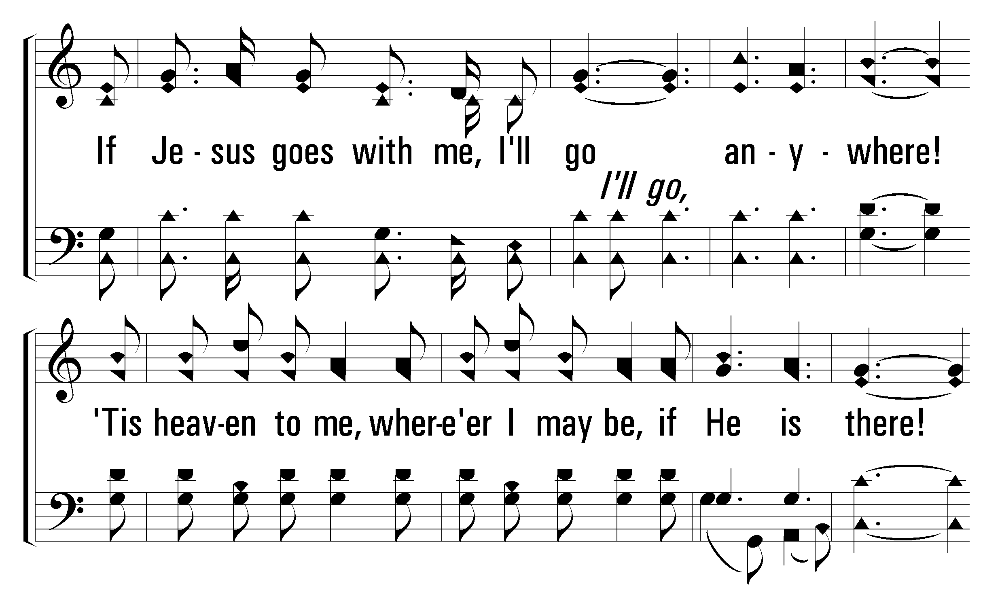 If Je - sus goes with me, I'll go an - y - where!
I'll go,
'Tis heav-en to me, wher-e'er I may be, if He is there!